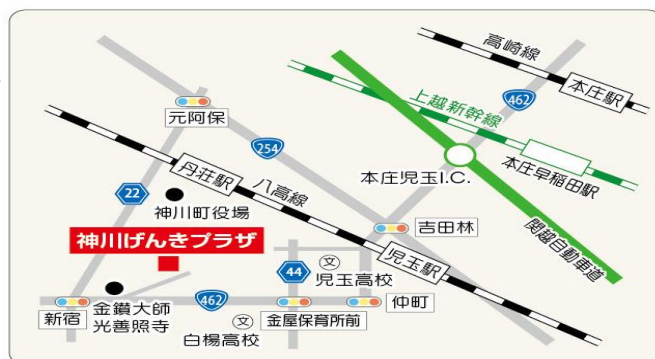 高崎線
本庄駅
462
上越新幹線
元阿保
254
本庄早稲田駅
本庄児玉I.C.
丹荘駅
八高線
22
神川町役場
吉田林
関越自動車道
神川げんきプラザ
児玉駅
文
児玉高校
44
462
仲町
新宿
金鑚大師
光善照寺
文
白楊高校
金屋保育所前